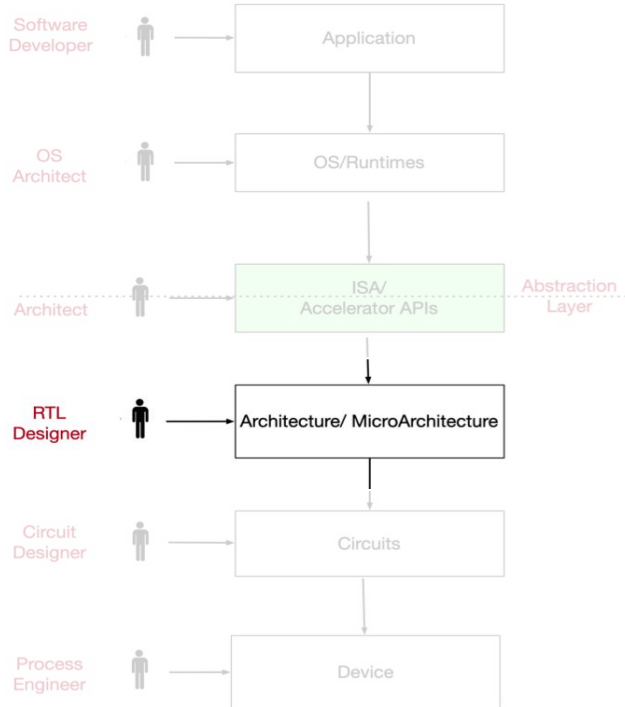 Software
Developer
Application
OS
Architect
OS/Runtimes
Architect
ISA/
Accelerator APIs
Abstraction
Layer
RTL
Designer
Architecture/ MicroArchitecture
Circuit
Designer
Circuits
Process
Engineer
Device